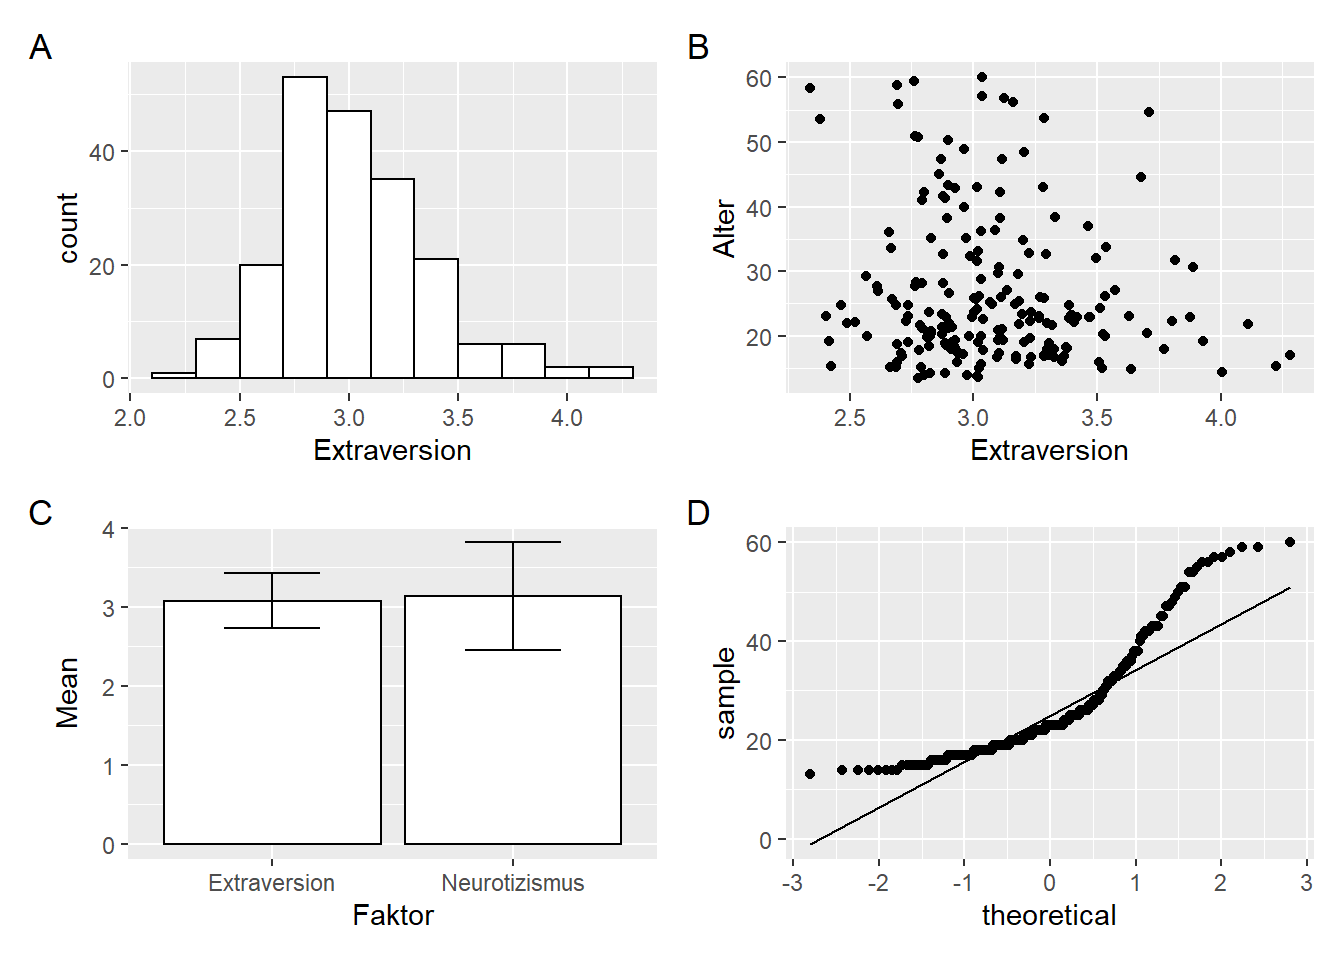 A
count
40
20
0
2.0 2.5 3.0 3.5 4.0
Extraversion
B
Alter
60
50
40
30
20
2.5 3.0 3.5 4.0
Extraversion
C
Mean
4
3
2
1
0
Extraversion Neurotizismus
Faktor
D
sample
60
40
20
0
-3 -2 -1 0 1 2 3
theoretical